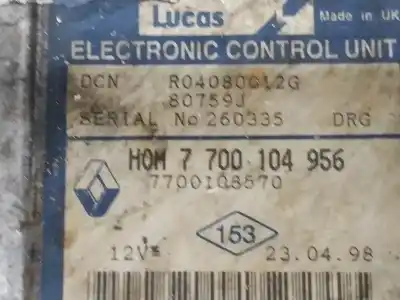 Lucas
Made in UK
ELECTRONIC CONTROL UNIT
DCN R04080012G
80759J
SERIAL No 260335 DRG
HOM 7 700 104 956
7700108570
153
12V= 23.04.98